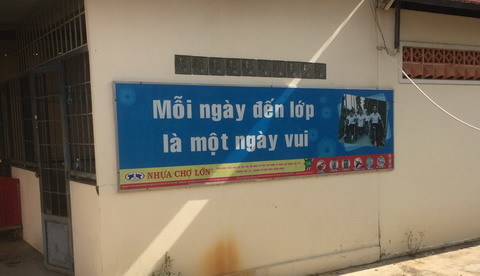 Mỗi ngày đến lớp
là một ngày vui
NHỰA CHỢ LỚN